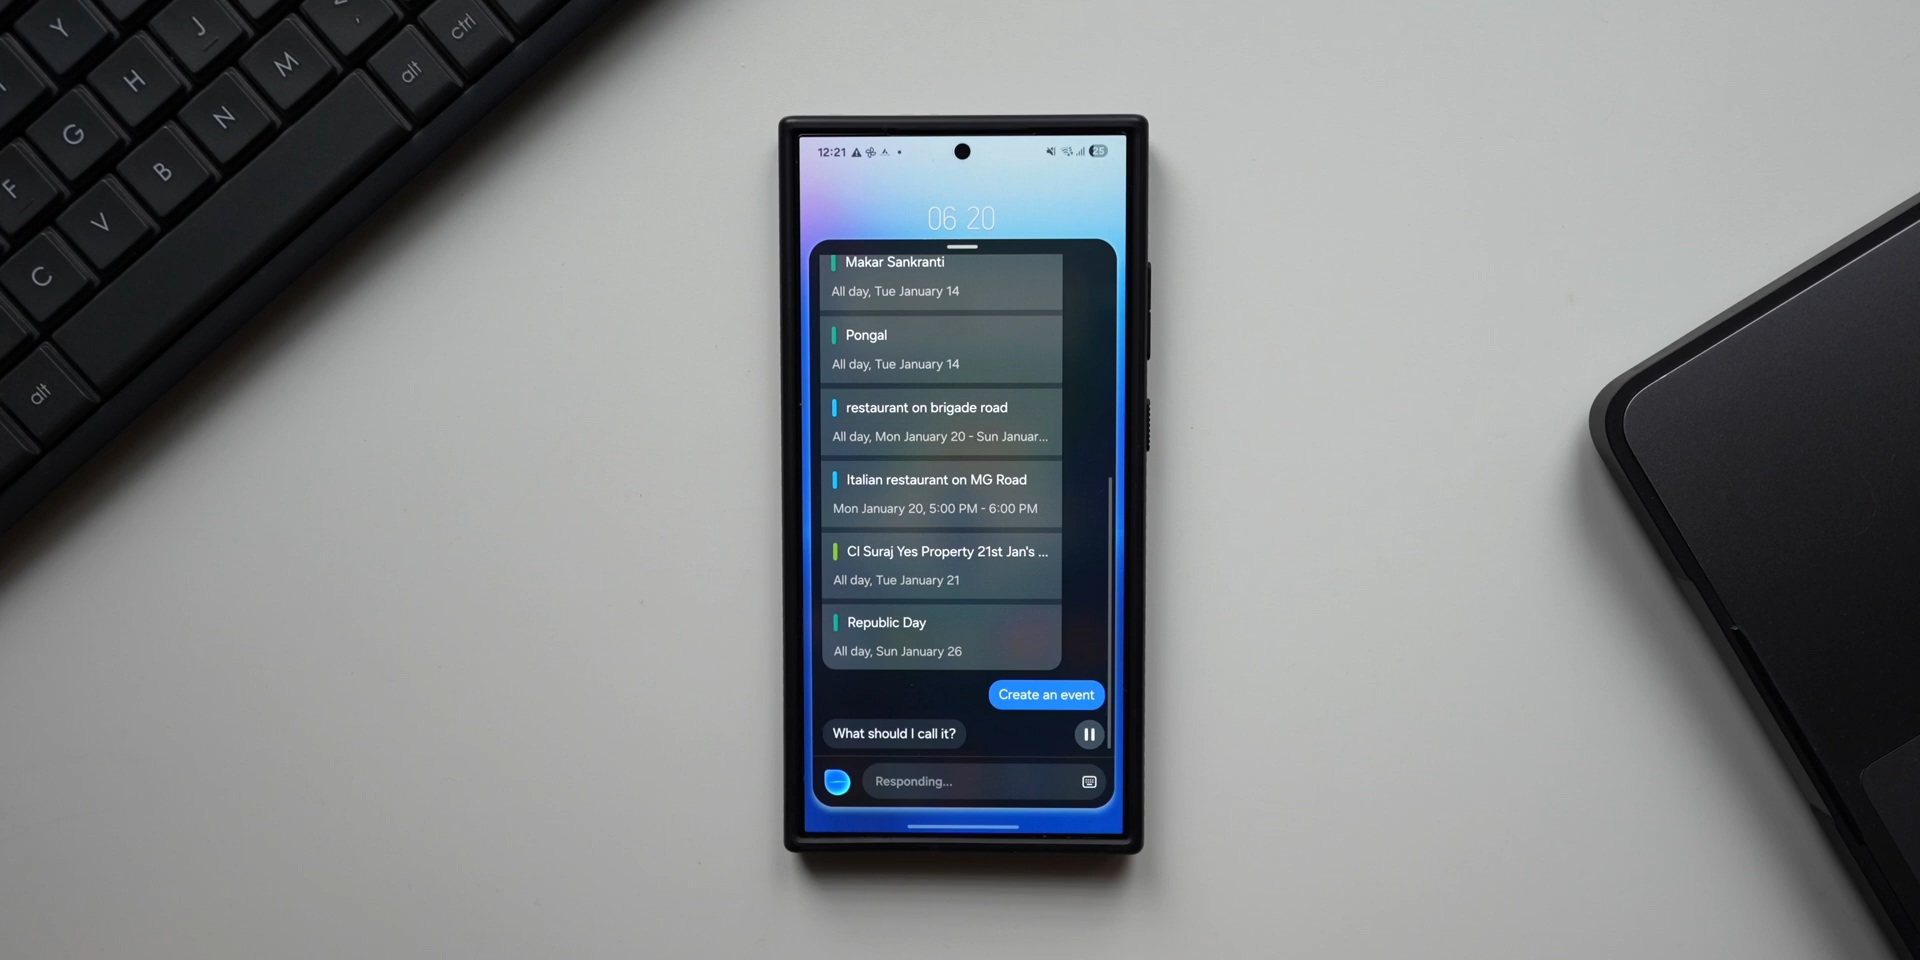 Y
J
ctrl
H
M
alt
G
N
F
B
V
C
alt
12:21
25
06 20
Makar Sankranti
All day, Tue January 14
Pongal
All day, Tue January 14
restaurant on brigade road
All day, Mon January 20 - Sun Januar...
Italian restaurant on MG Road
Mon January 20, 5:00 PM - 6:00 PM
Cl Suraj Yes Property 21st Jan's ...
All day, Tue January 21
Republic Day
All day, Sun January 26
Create an event
What should I call it?
Responding...